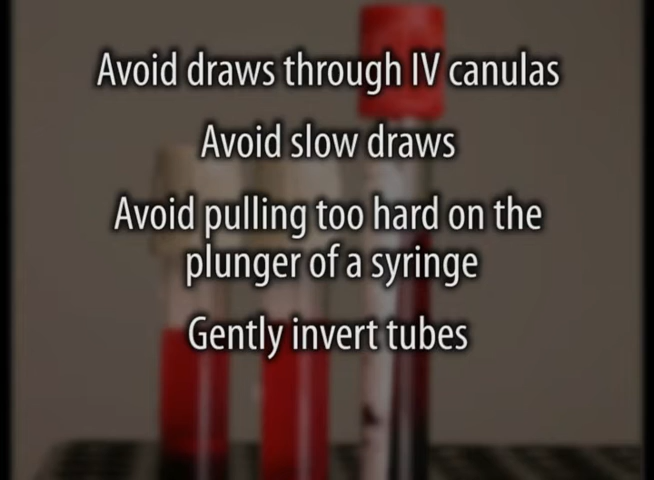 Avoid draws through IV canulas
Avoid slow draws
Avoid pulling too hard on the
plunger of a syringe
Gently invert tubes